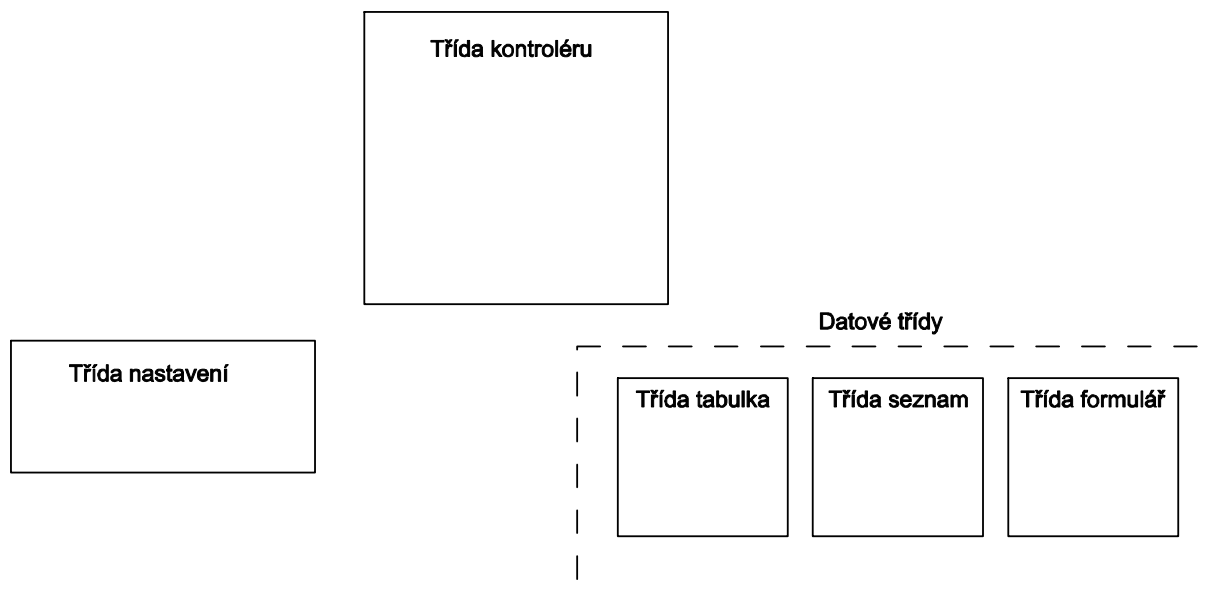 Třída kontroléru
Datové třídy
Třída nastavení
Třída tabulka
Třída seznam
Třída formulář